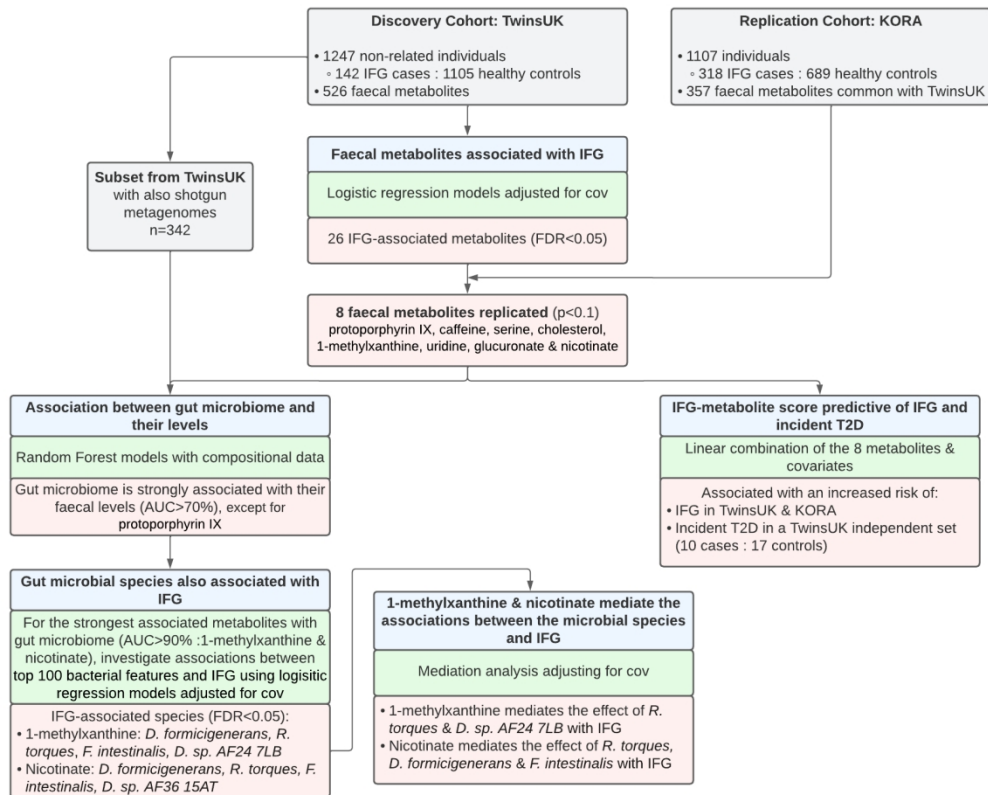 Discovery Cohort: TwinsUK
• 1247 non-related individuals
◦ 142 IFG cases : 1105 healthy controls
• 526 faecal metabolites
Replication Cohort: KORA
• 1107 individuals
◦ 318 IFG cases : 689 healthy controls
• 357 faecal metabolites common with TwinsUK
Subset from TwinsUK
with also shotgun
metagenomes
n=342
Faecal metabolites associated with IFG
Logistic regression models adjusted for cov
26 IFG-associated metabolites (FDR<0.05)
8 faecal metabolites replicated (p<0.1)
protoporphyrin IX, caffeine, serine, cholesterol,
1-methylxanthine, uridine, glucuronate & nicotinate
Association between gut microbiome and
their levels
Random Forest models with compositional data
Gut microbiome is strongly associated with their
faecal levels (AUC>70%), except for
protoporphyrin IX
IFG-metabolite score predictive of IFG and
incident T2D
Linear combination of the 8 metabolites &
covariates
Associated with an increased risk of:
• IFG in TwinsUK & KORA
• Incident T2D in a TwinsUK independent set
(10 cases : 17 controls)
Gut microbial species also associated with
IFG
For the strongest associated metabolites with
gut microbiome (AUC>90% :1-methylxanthine &
nicotinate), investigate associations between
top 100 bacterial features and IFG using logisitic
regression models adjusted for cov
IFG-associated species (FDR<0.05):
• 1-methylxanthine: D. formicigenerans, R.
torques, F. intestinalis, D. sp. AF24 7LB
• Nicotinate: D. formicigenerans, R. torques, F.
intestinalis, D. sp. AF36 15AT
1-methylxanthine & nicotinate mediate the
associations between the microbial species
and IFG
Mediation analysis adjusting for cov
• 1-methylxanthine mediates the effect of R.
torques & D. sp. AF24 7LB with IFG
• Nicotinate mediates the effect of R. torques,
D. formicigenerans & F. intestinalis with IFG